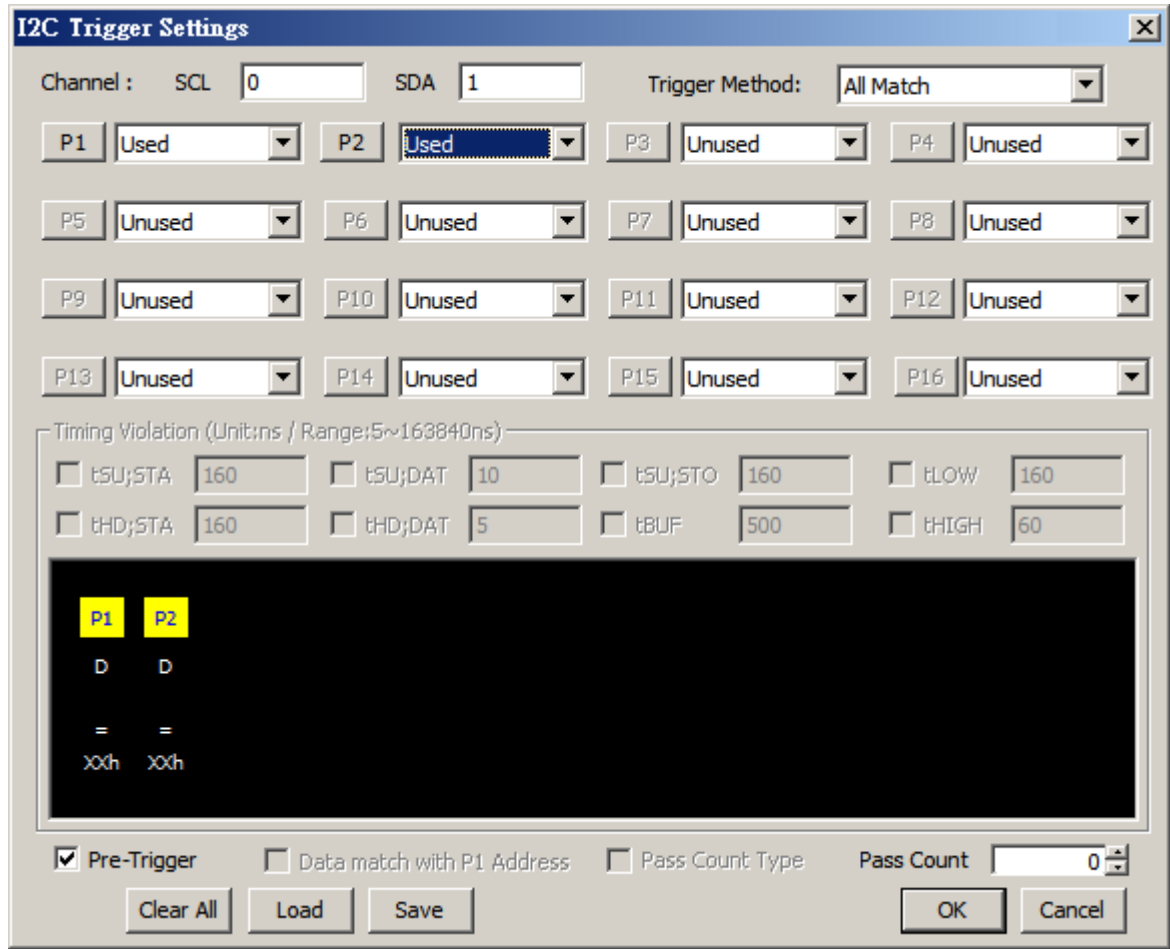 I2C Trigger Settings
Channel : SCL 0 SDA 1 Trigger Method: All Match
P1 Used P2 Used P3 Unused P4 Unused
P5 Unused P6 Unused P7 Unused P8 Unused
P9 Unused P10 Unused P11 Unused P12 Unused
P13 Unused P14 Unused P15 Unused P16 Unused
Timing Violation (Unit:ns / Range:5~163840ns)
tSU;STA 160 tSU;DAT 10 tSU;STO 160 tLOW 160
tHD;STA 160 tHD;DAT 5 tBUF 500 tHIGH 60
P1 P2
D D
= =
XXh XXh
Pre-Trigger Data match with P1 Address Pass Count Type Pass Count 0
Clear All Load Save OK Cancel